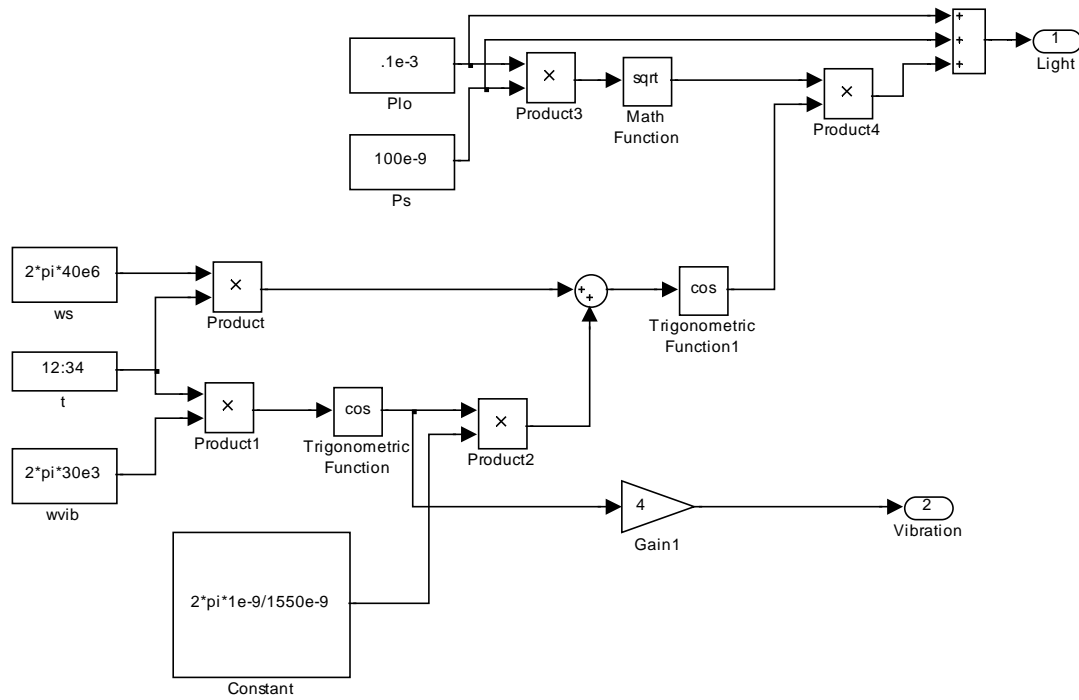 +
.1e-3
Plo
×
Product3
sqrt
Math
Function
×
Product4
+
+
1
Light
100e-9
Ps
2*pi*40e6
ws
×
Product
+
+
cos
Trigonometric
Function1
12:34
t
×
Product1
cos
Trigonometric
Function
×
Product2
2*pi*30e3
wvib
4
Gain1
2
Vibration
2*pi*1e-9/1550e-9
Constant